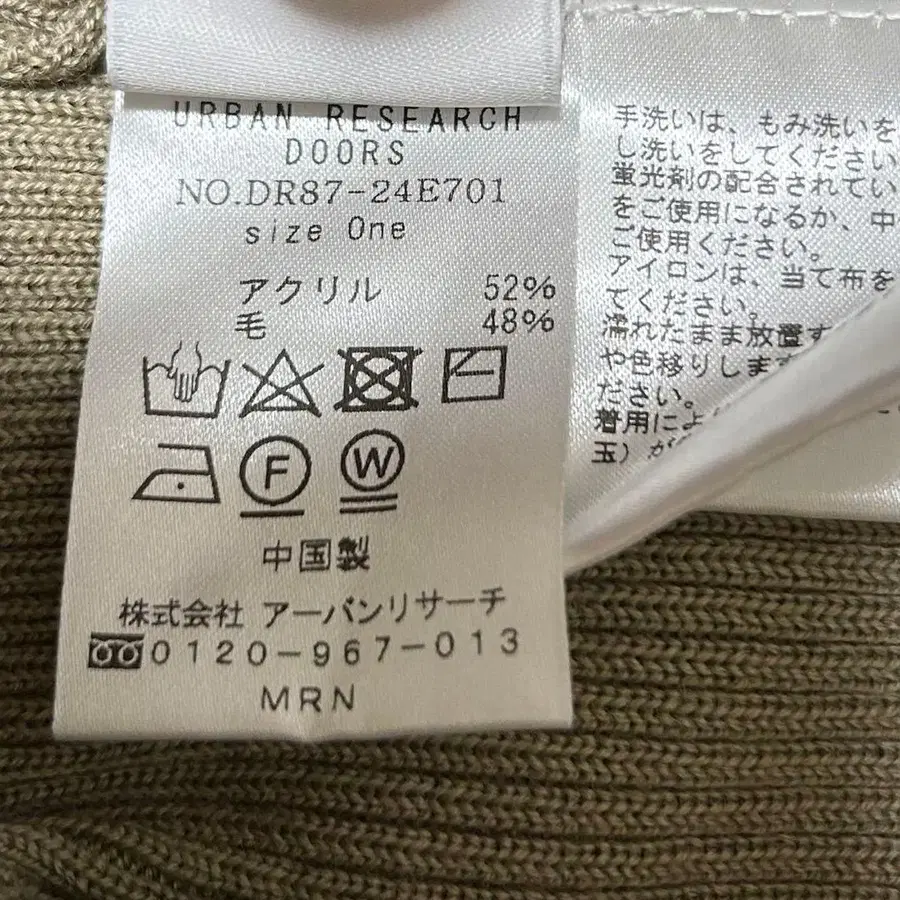 URBAN RESEARCH
DOORS
NO.DR87-24E701
size One
アクリル 52%
毛 48%
F
W
中国製
株式会社 アーバンリサーチ
0120-967-013
MRN
手洗いは、もみ洗いを
し洗いをしてください
蛍光剤の配合されてい
をご使用になるか、中
ご使用ください。
アイロンは、当て布を
てください。
濡れたまま放置す
や色移りします
ださい。
着用によ
玉）が